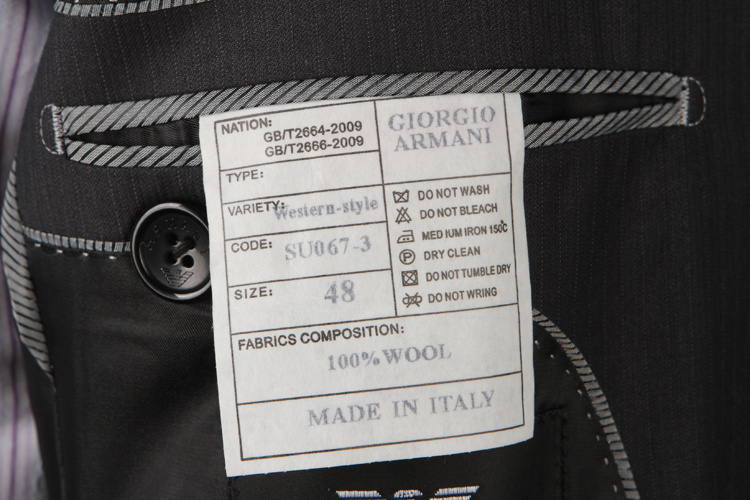 NATION:
GB/T2664-2009
GB/T2666-2009
GIORGIO
ARMANI
TYPE:
VARIETY:
Western-style
CODE:
SU067-3
SIZE:
48
DO NOT WASH
DO NOT BLEACH
MEDIUM IRON 150℃
DRY CLEAN
DO NOT TUMBLE DRY
DO NOT WRING
FABRICS COMPOSITION:
100%WOOL
MADE IN ITALY